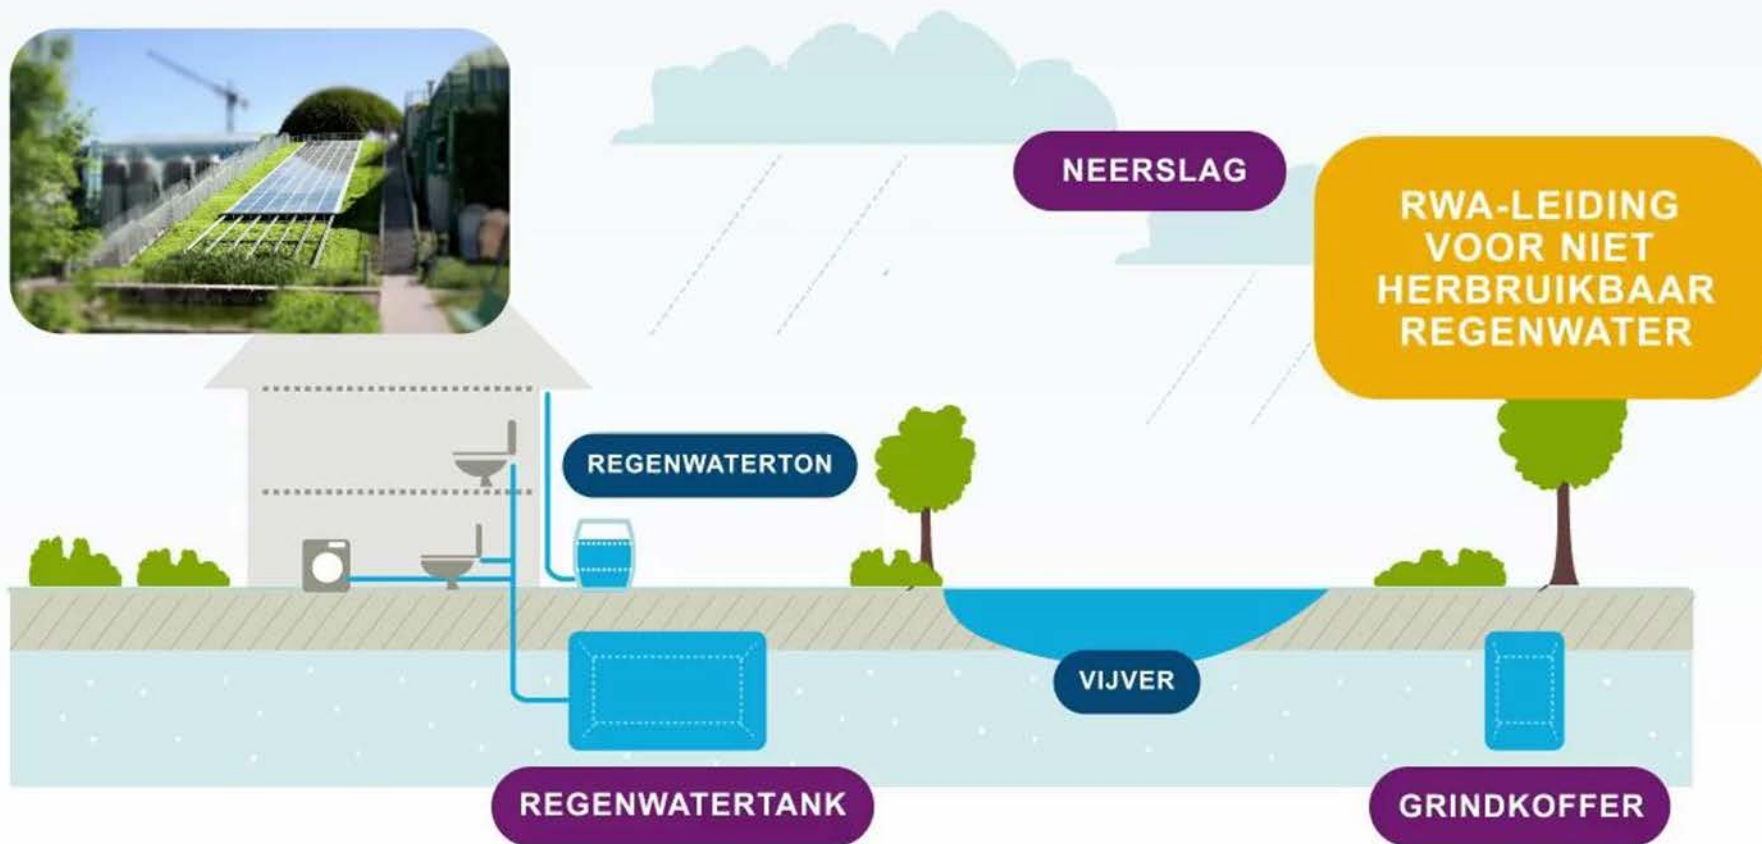 NEERSLAG
RWA-LEIDING
VOOR NIET
HERBRUIKBAAR
REGENWATER
REGENWATERTON
VIJVER
REGENWATERTANK
GRINDKOFFER